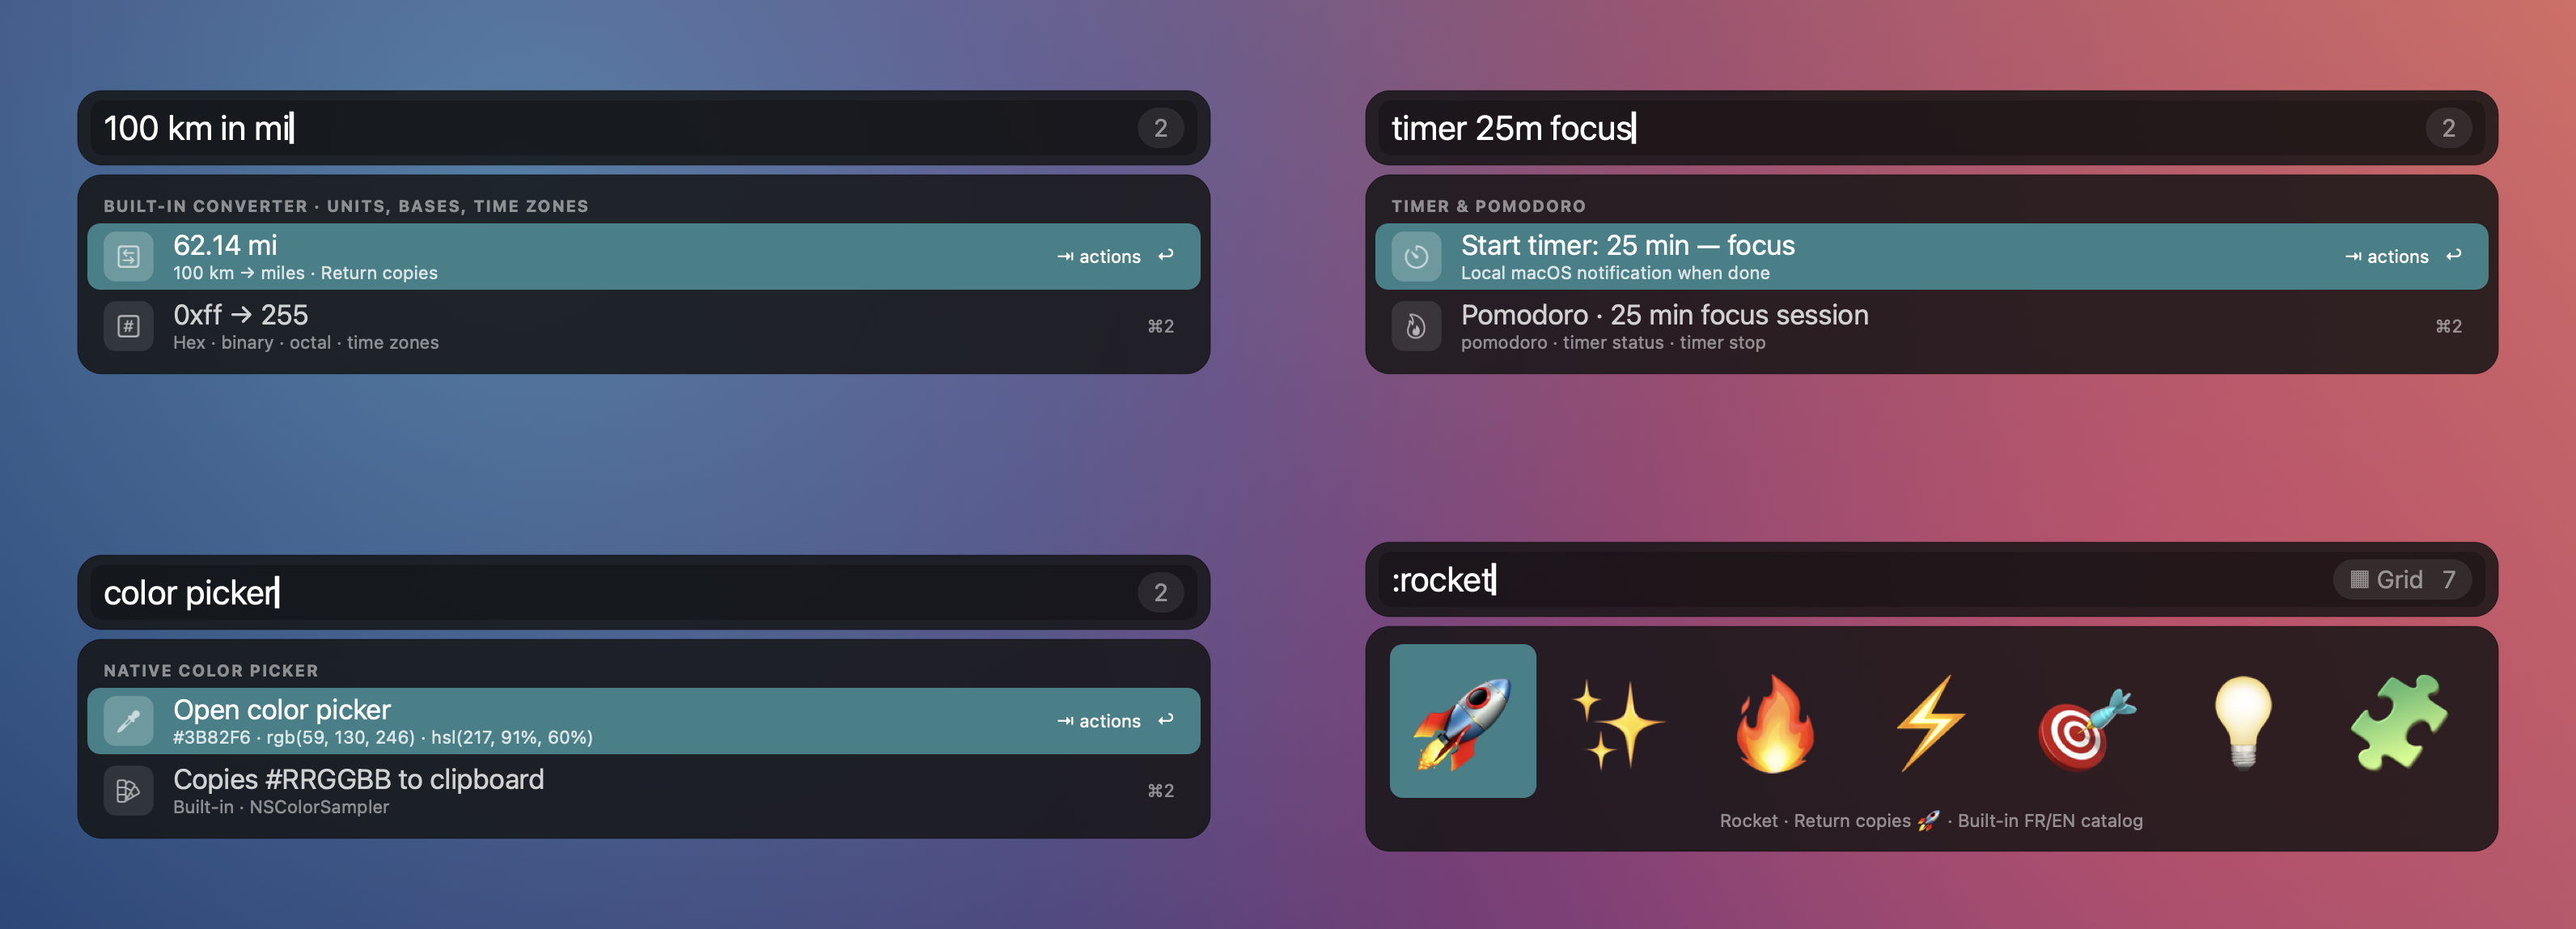 100 km in mi
2
BUILT-IN CONVERTER · UNITS, BASES, TIME ZONES
62.14 mi
100 km → miles · Return copies
⇥ actions ↩
0xff → 255
Hex · binary · octal · time zones
⌘2
timer 25m focus
2
TIMER & POMODORO
Start timer: 25 min — focus
Local macOS notification when done
⇥ actions ↩
Pomodoro · 25 min focus session
pomodoro · timer status · timer stop
⌘2
color picker
2
NATIVE COLOR PICKER
Open color picker
#3B82F6 · rgb(59, 130, 246) · hsl(217, 91%, 60%)
⇥ actions ↩
Copies #RRGGBB to clipboard
Built-in · NSColorSampler
⌘2
:rocket
▦ Grid 7
Rocket · Return copies 🚀 · Built-in FR/EN catalog